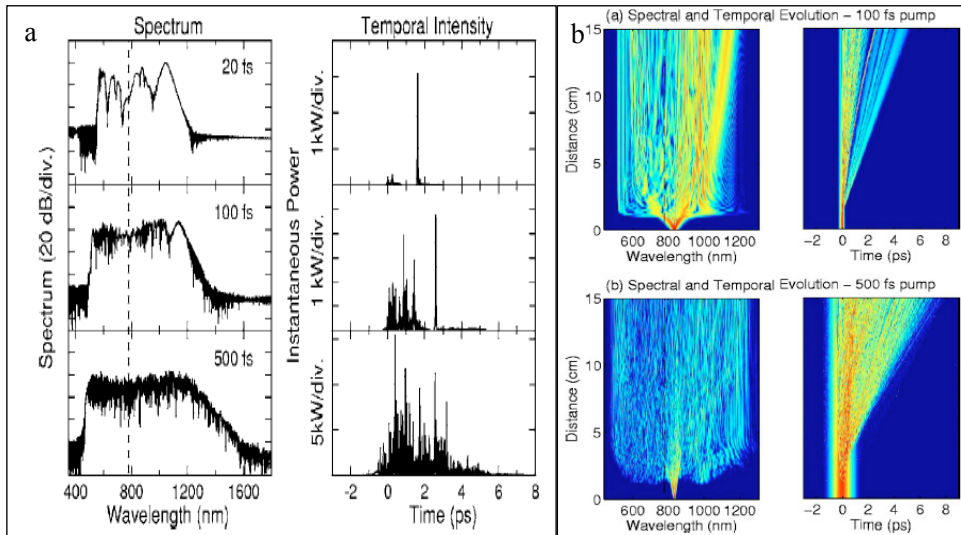 a
Spectrum
Temporal Intensity
Spectrum (20 dB/div.)
20 fs
100 fs
500 fs
400 800 1200 1600
Wavelength (nm)
Instantaneous Power
1kW/div.
1 kW/div.
5kW/div.
-2 0 2 4 6 8
Time (ps)
b
(a) Spectral and Temporal Evolution – 100 fs pump
Distance (cm)
15
10
5
0
600 800 1000 1200
Wavelength (nm)
-2 0 2 4 6 8
Time (ps)
(b) Spectral and Temporal Evolution – 500 fs pump
Distance (cm)
15
10
5
0
600 800 1000 1200
Wavelength (nm)
-2 0 2 4 6 8
Time (ps)